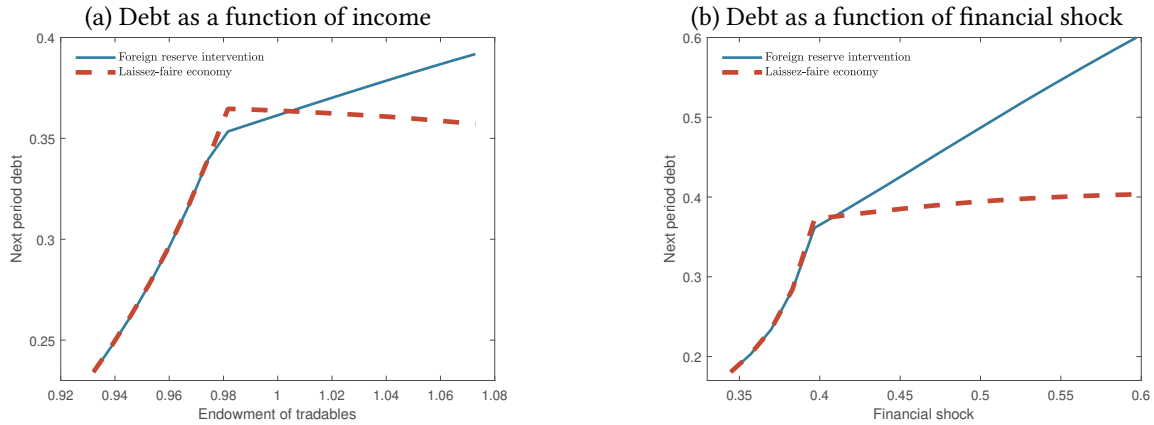 (a) Debt as a function of income
0.4
0.35
0.3
0.25
0.92
0.94
0.96
0.98
1
1.02
1.04
1.06
1.08
Next period debt
Endowment of tradables
Foreign reserve intervention
Laissez-faire economy
(b) Debt as a function of financial shock
0.6
0.5
0.4
0.3
0.2
0.35
0.4
0.45
0.5
0.55
0.6
Next period debt
Financial shock
Foreign reserve intervention
Laissez-faire economy